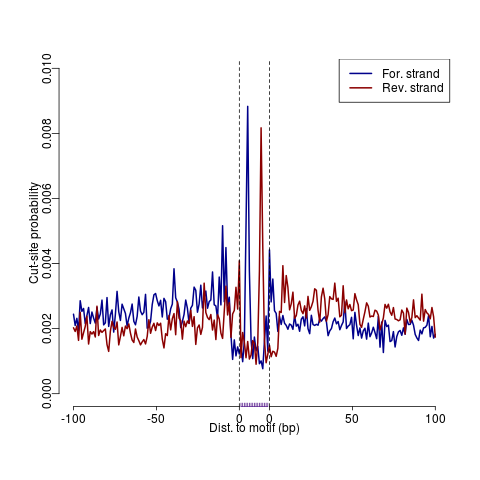 For. strand
Rev. strand
Cut-site probability
0.010
0.008
0.006
0.004
0.002
0.000
-100 -50 0 0 50 100
Dist. to motif (bp)